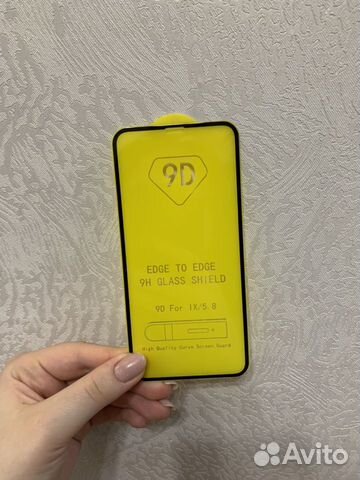 9D
EDGE TO EDGE
9H GLASS SHIELD
9D For IX/5.8
High Quality Curve Screen Guard
Avito